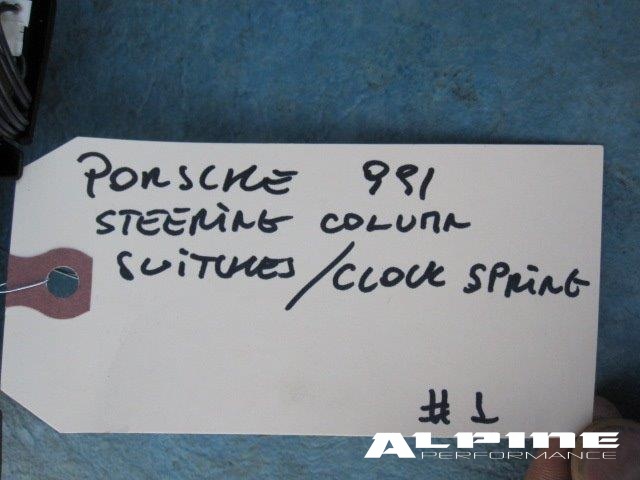 PORSCHE 991
STEERING COLUMN
SWITCHES/CLOCK SPRING
# 1
ALPINE
PERFORMANCE